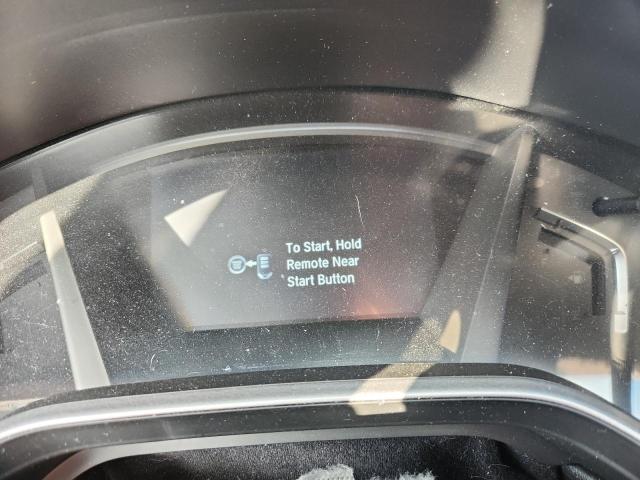 To Start, Hold
Remote Near
Start Button